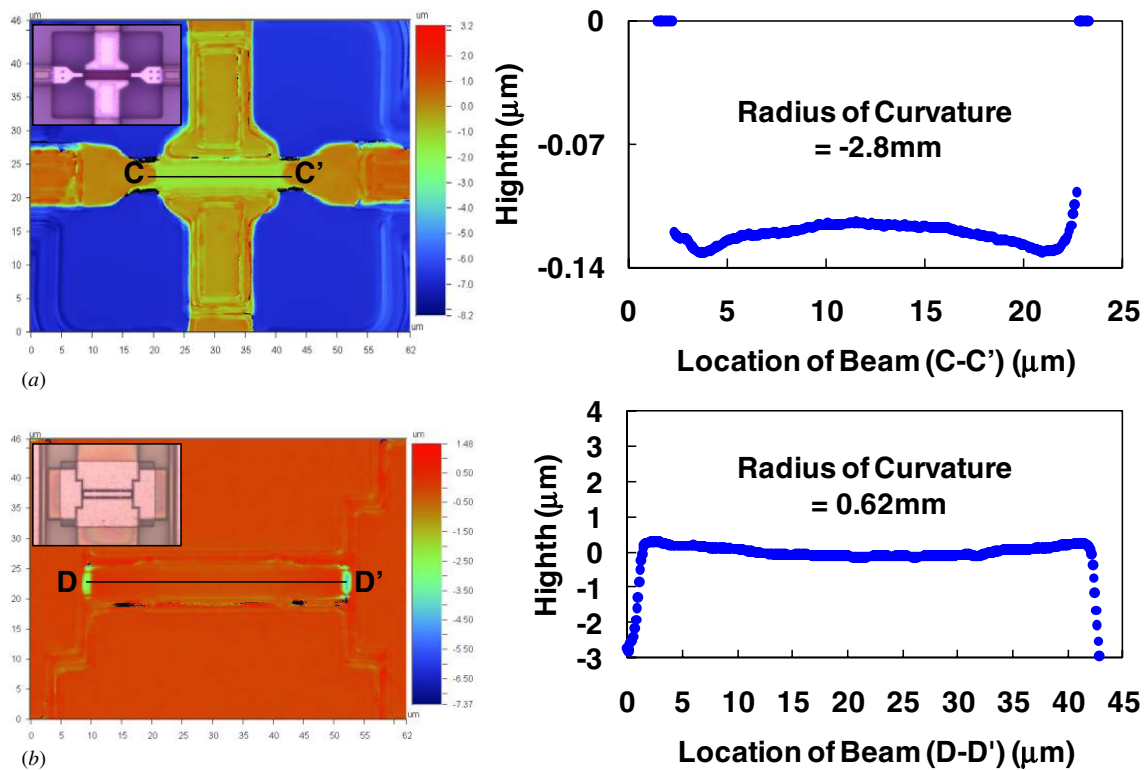 um
46
40
35
30
25
20
15
10
5
0
0 5 10 15 20 25 30 35 40 45 50 55 62
um
C C'
um
3.2
2.0
1.0
0.0
-1.0
-2.0
-3.0
-4.0
-5.0
-6.0
-7.0
-8.2
(a)
Highth (μm)
0
-0.07
-0.14
Radius of Curvature
= -2.8mm
0 5 10 15 20 25
Location of Beam (C-C’) (μm)
um
46
40
35
30
25
20
15
10
5
0
0 5 10 15 20 25 30 35 40 45 50 55 62
um
D D'
um
1.48
0.50
-0.50
-1.50
-2.50
-3.50
-4.50
-5.50
-7.37
(b)
Highth (μm)
4
3
2
1
0
-1
-2
-3
Radius of Curvature
= 0.62mm
0 5 10 15 20 25 30 35 40 45
Location of Beam (D-D') (μm)